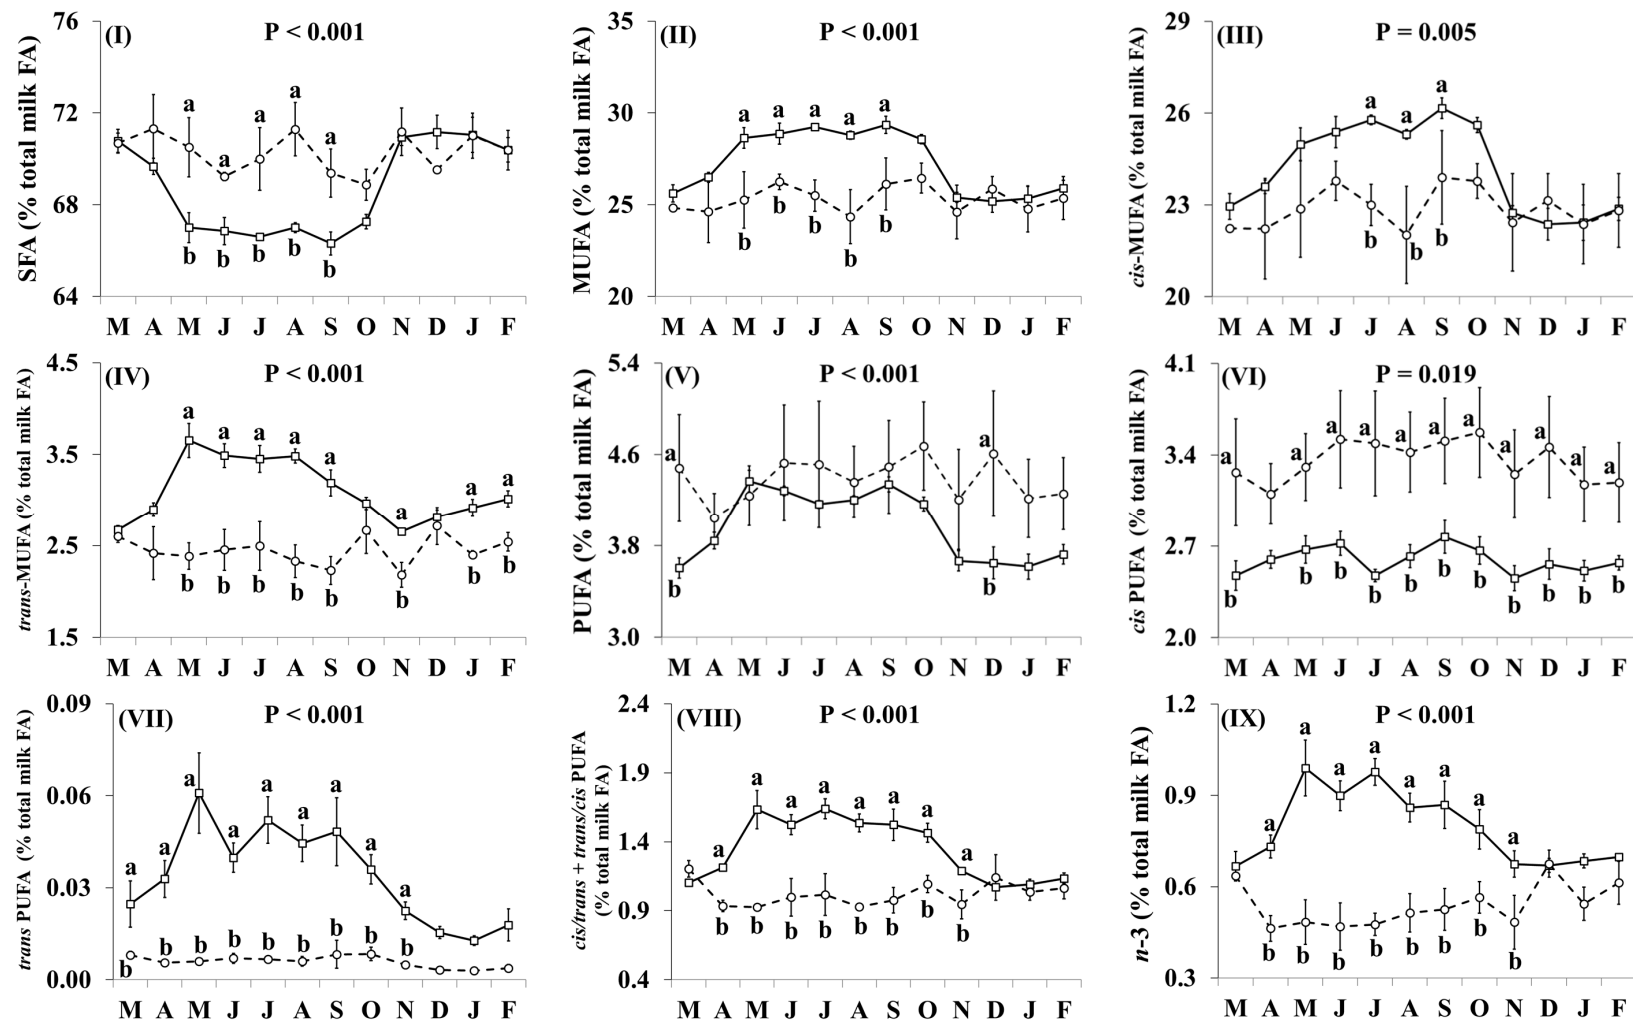 (I) P < 0.001
SFA (% total milk FA)
76
72
68
64
a a a a a
b b b b b
M A M J J A S O N D J F
(II) P < 0.001
MUFA (% total milk FA)
35
30
25
20
a a a a a
b b b b b
M A M J J A S O N D J F
(III) P = 0.005
cis-MUFA (% total milk FA)
29
26
23
20
a a a
b b b
M A M J J A S O N D J F
(IV) P < 0.001
trans-MUFA (% total milk FA)
4.5
3.5
2.5
1.5
a a a a a a a a
b b b b b b b b
M A M J J A S O N D J F
(V) P < 0.001
PUFA (% total milk FA)
5.4
4.6
3.8
3.0
a a
b b
M A M J J A S O N D J F
(VI) P = 0.019
cis PUFA (% total milk FA)
4.1
3.4
2.7
2.0
a a a a a a a a a a a
b b b b b b b b b b b
M A M J J A S O N D J F
(VII) P < 0.001
trans PUFA (% total milk FA)
0.09
0.06
0.03
0.00
a a a a a a a a a
b b b b b b b b b
M A M J J A S O N D J F
(VIII) P < 0.001
cis/trans + trans/cis PUFA
(% total milk FA)
2.4
1.9
1.4
0.9
0.4
a a a a a a a a
b b b b b b b b
M A M J J A S O N D J F
(IX) P < 0.001
n-3 (% total milk FA)
1.2
0.9
0.6
0.3
a a a a a a a a
b b b b b b b b
M A M J J A S O N D J F